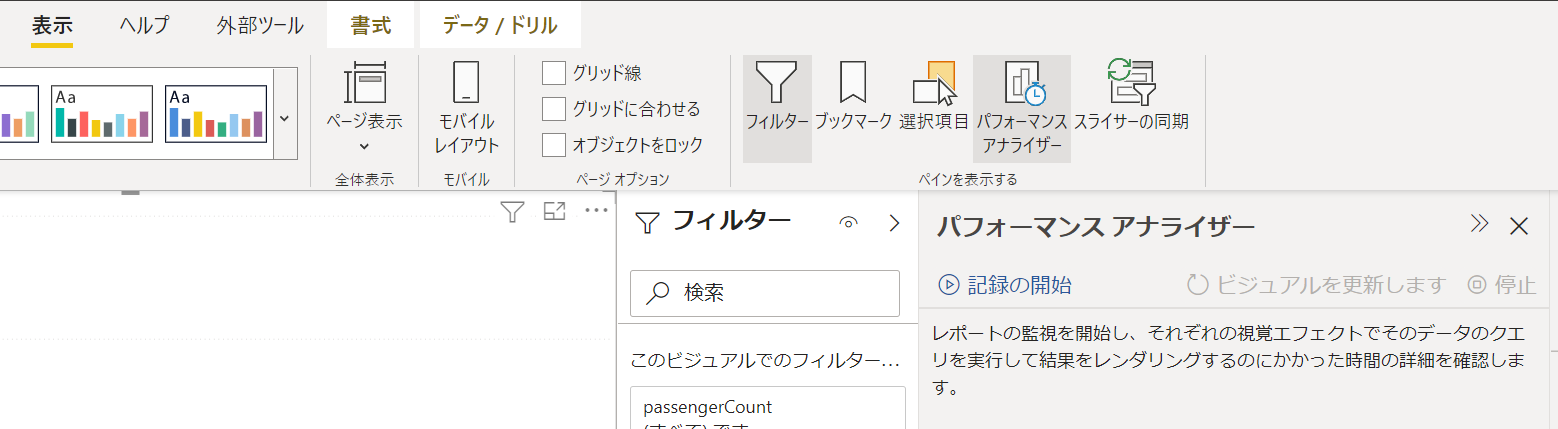 表示 ヘルプ 外部ツール 書式 データ / ドリル
Aa Aa
ページ表示
全体表示
モバイル
レイアウト
モバイル
グリッド線
グリッドに合わせる
オブジェクトをロック
ページ オプション
フィルター
ブックマーク
選択項目
パフォーマンス
アナライザー
スライサーの同期
ペインを表示する
フィルター
検索
このビジュアルでのフィルター...
passengerCount
(すべて) です
パフォーマンス アナライザー
記録の開始 ビジュアルを更新します 停止
レポートの監視を開始し、それぞれの視覚エフェクトでそのデータのクエ
リを実行して結果をレンダリングするのにかかった時間の詳細を確認しま
す。